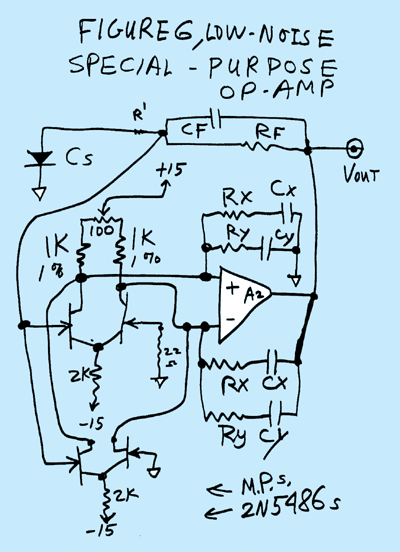 FIGURE 6, LOW-NOISE
SPECIAL - PURPOSE
OP-AMP
R'
CF
RF
CS
+15
VOUT
100
1K
1%
1K
1%
RX
CX
RY
CY
+
A2
-
22
Ω
2K
-15
RX
CX
RY
CY
2K
-15
← M.P.s.
← 2N5486s